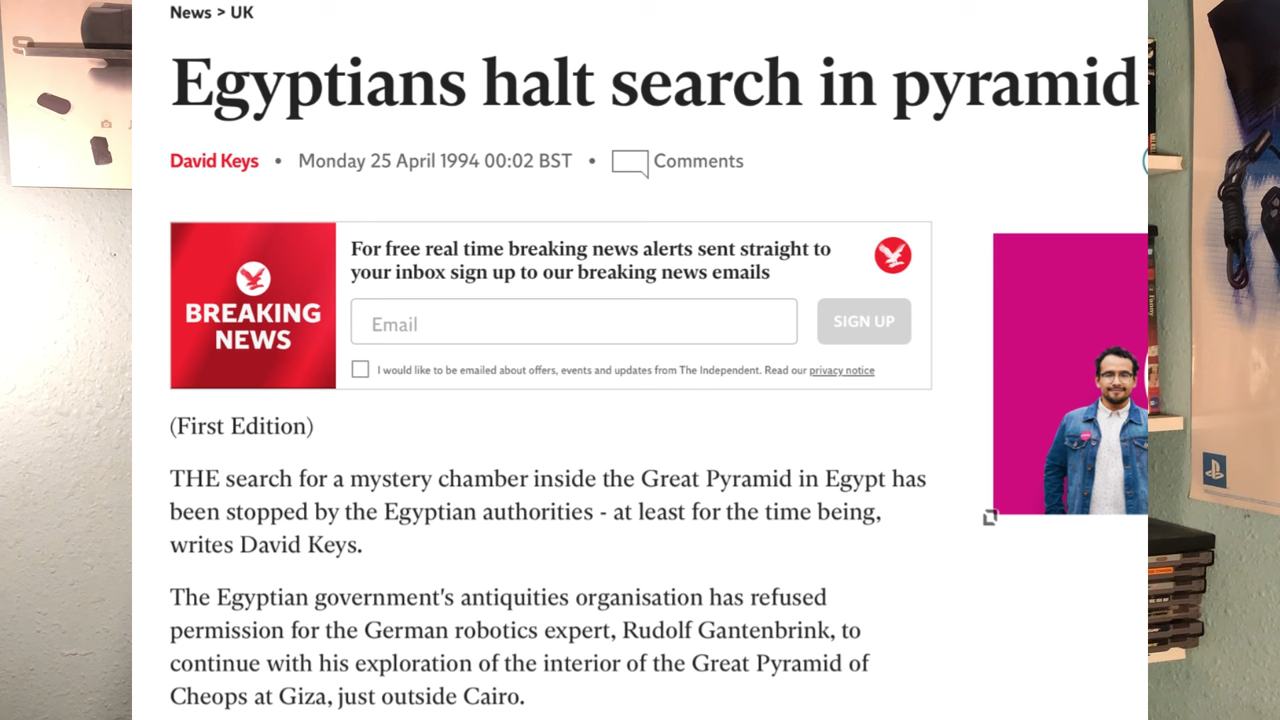 News > UK
Egyptians halt search in pyramid
David Keys • Monday 25 April 1994 00:02 BST • Comments
BREAKING
NEWS
For free real time breaking news alerts sent straight to
your inbox sign up to our breaking news emails
Email
SIGN UP
I would like to be emailed about offers, events and updates from The Independent. Read our privacy notice
(First Edition)
THE search for a mystery chamber inside the Great Pyramid in Egypt has
been stopped by the Egyptian authorities - at least for the time being,
writes David Keys.
The Egyptian government's antiquities organisation has refused
permission for the German robotics expert, Rudolf Gantenbrink, to
continue with his exploration of the interior of the Great Pyramid of
Cheops at Giza, just outside Cairo.